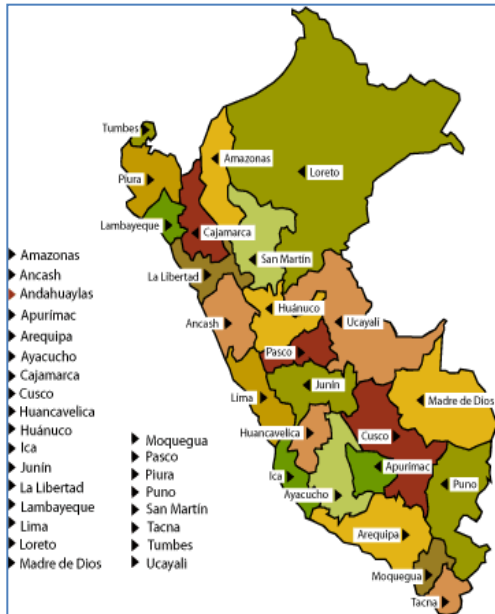 Tumbes
Amazonas
Loreto
Piura
Lambayeque
Cajamarca
San Martín
La Libertad
Huánuco
Ancash
Ucayali
Pasco
Junín
Lima
Madre de Dios
Huancavelica
Cusco
Apurímac
Ica
Puno
Ayacucho
Arequipa
Moquegua
Tacna
Amazonas
Ancash
Andahuaylas
Apurímac
Arequipa
Ayacucho
Cajamarca
Cusco
Huancavelica
Huánuco
Ica
Junín
La Libertad
Lambayeque
Lima
Loreto
Madre de Dios
Moquegua
Pasco
Piura
Puno
San Martín
Tacna
Tumbes
Ucayali